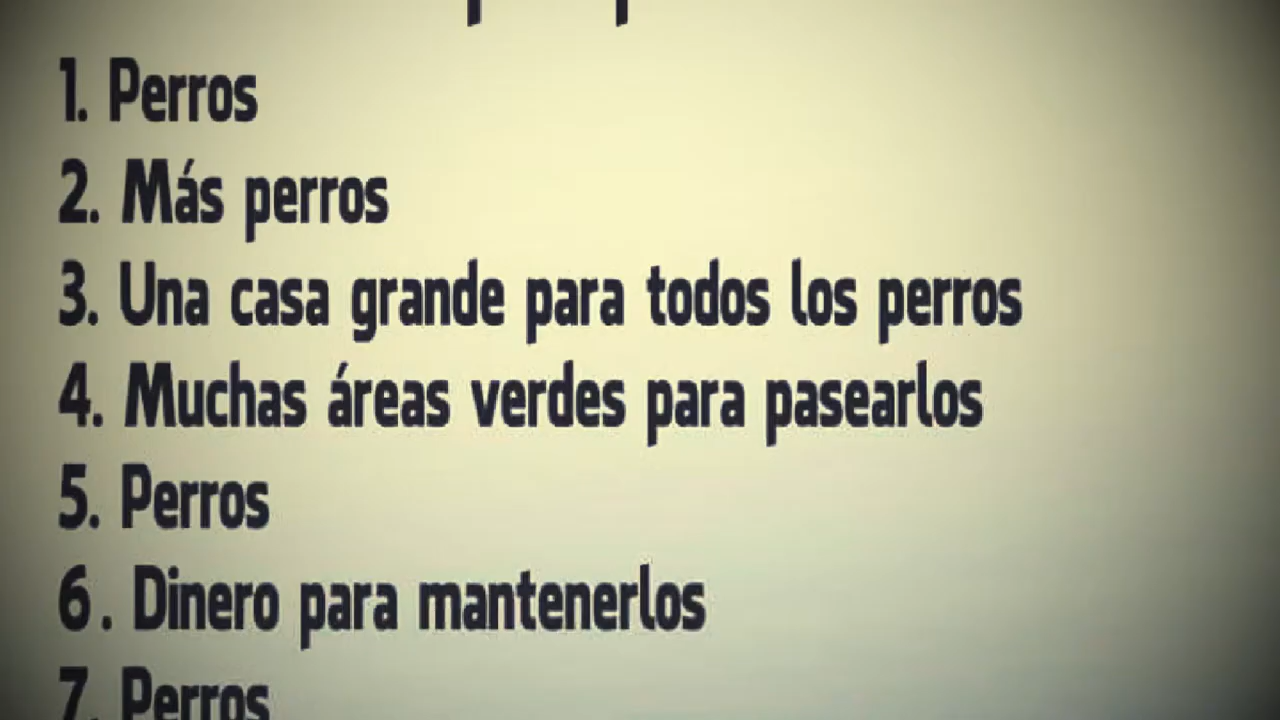 1. Perros
2. Más perros
3. Una casa grande para todos los perros
4. Muchas áreas verdes para pasearlos
5. Perros
6. Dinero para mantenerlos
7. Perros